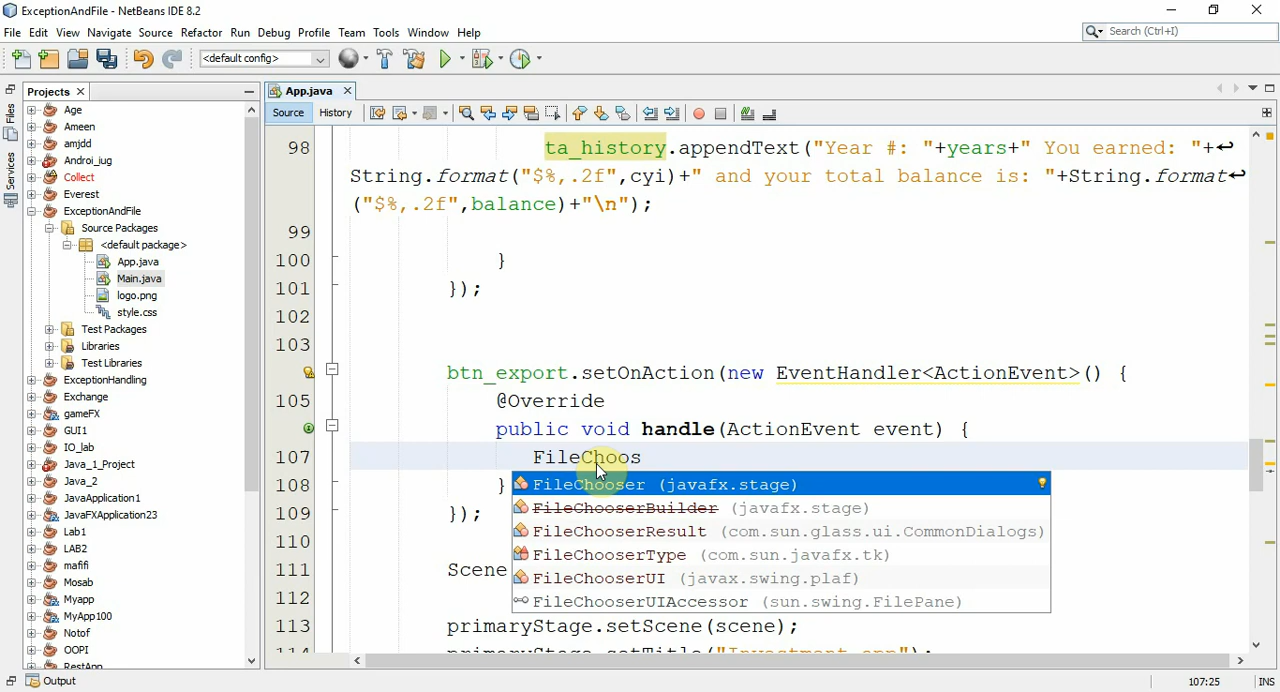 ExceptionAndFile - NetBeans IDE 8.2
File Edit View Navigate Source Refactor Run Debug Profile Team Tools Window Help
Search (Ctrl+I)
<default config>
Projects
App.java
Source History
Files
Services
Age
Ameen
amjdd
Androi_jug
Collect
Everest
ExceptionAndFile
Source Packages
<default package>
App.java
Main.java
logo.png
style.css
Test Packages
Libraries
Test Libraries
ExceptionHandling
Exchange
gameFX
GUI1
IO_lab
Java_1_Project
Java_2
JavaApplication1
JavaFXApplication23
Lab1
LAB2
mafifi
Mosab
Myapp
MyApp100
Notof
OOPI
RestApp
98 ta_history.appendText("Year #: "+years+" You earned: "+↵
String.format("$%,.2f",cyi)+" and your total balance is: "+String.format↵
("$%,.2f",balance)+"\n");
99
100 }
101 });
102
103
btn_export.setOnAction(new EventHandler<ActionEvent>() {
105 @Override
public void handle(ActionEvent event) {
107 FileChoos
108 }
109 });
110
111 Scene
112
113 primaryStage.setScene(scene);
114 primaryStage.setTitle("Investment app");
FileChooser (javafx.stage)
FileChooserBuilder (javafx.stage)
FileChooserResult (com.sun.glass.ui.CommonDialogs)
FileChooserType (com.sun.javafx.tk)
FileChooserUI (javax.swing.plaf)
FileChooserUIAccessor (sun.swing.FilePane)
Output
107:25 INS